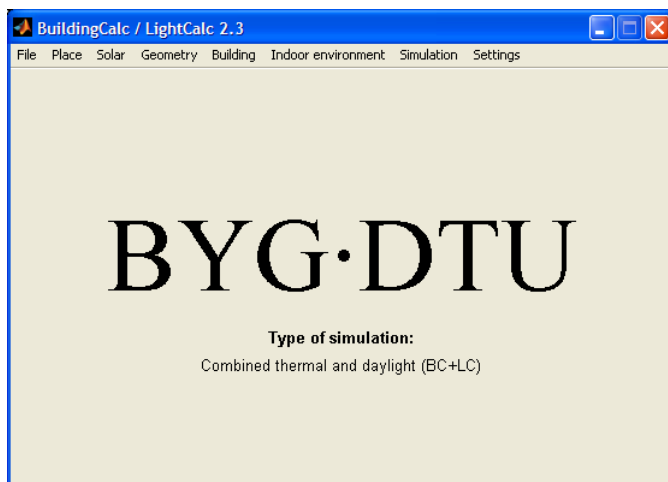 BuildingCalc / LightCalc 2.3
File Place Solar Geometry Building Indoor environment Simulation Settings
BYG·DTU
Type of simulation:
Combined thermal and daylight (BC+LC)